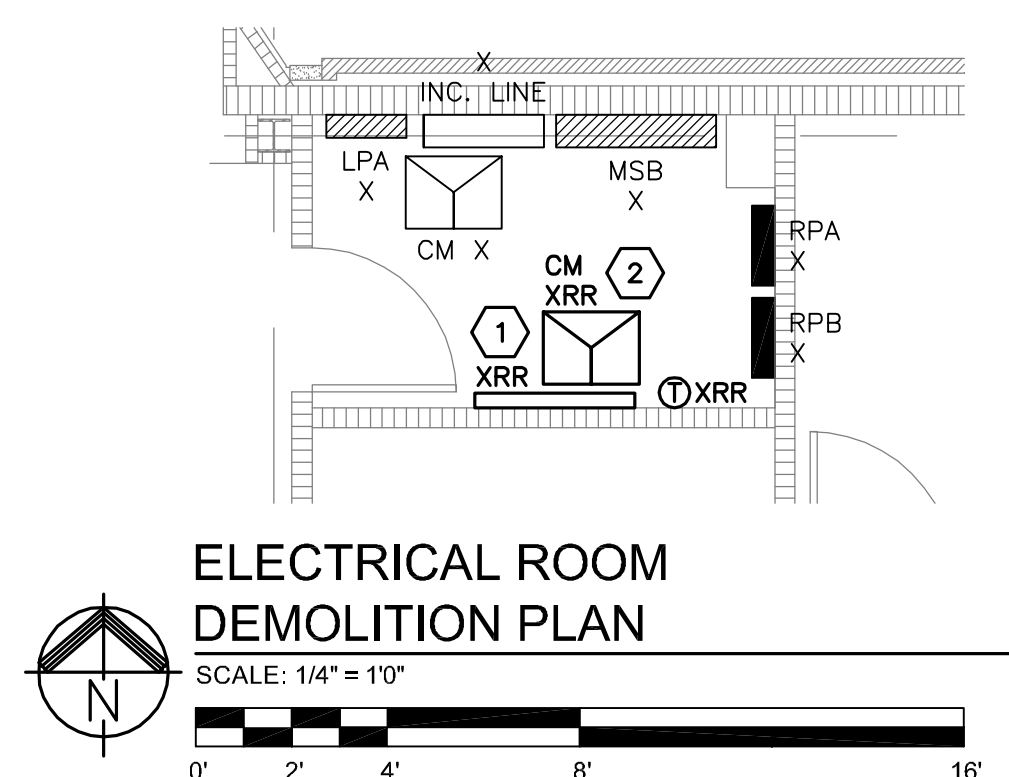 X
INC. LINE
LPA
X
MSB
X
CM X
RPA
X
CM
XRR
2
1
XRR
RPB
X
T XRR
ELECTRICAL ROOM
DEMOLITION PLAN
SCALE: 1/4" = 1'0"
N
0' 2' 4' 8' 16'